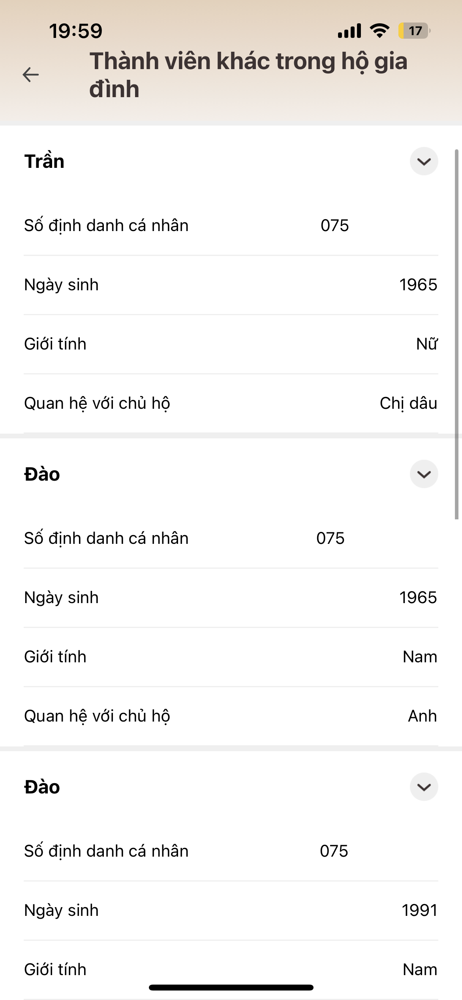 19:59
17
Thành viên khác trong hộ gia
đình
Trần
Số định danh cá nhân 075
Ngày sinh 1965
Giới tính Nữ
Quan hệ với chủ hộ Chị dâu
Đào
Số định danh cá nhân 075
Ngày sinh 1965
Giới tính Nam
Quan hệ với chủ hộ Anh
Đào
Số định danh cá nhân 075
Ngày sinh 1991
Giới tính Nam